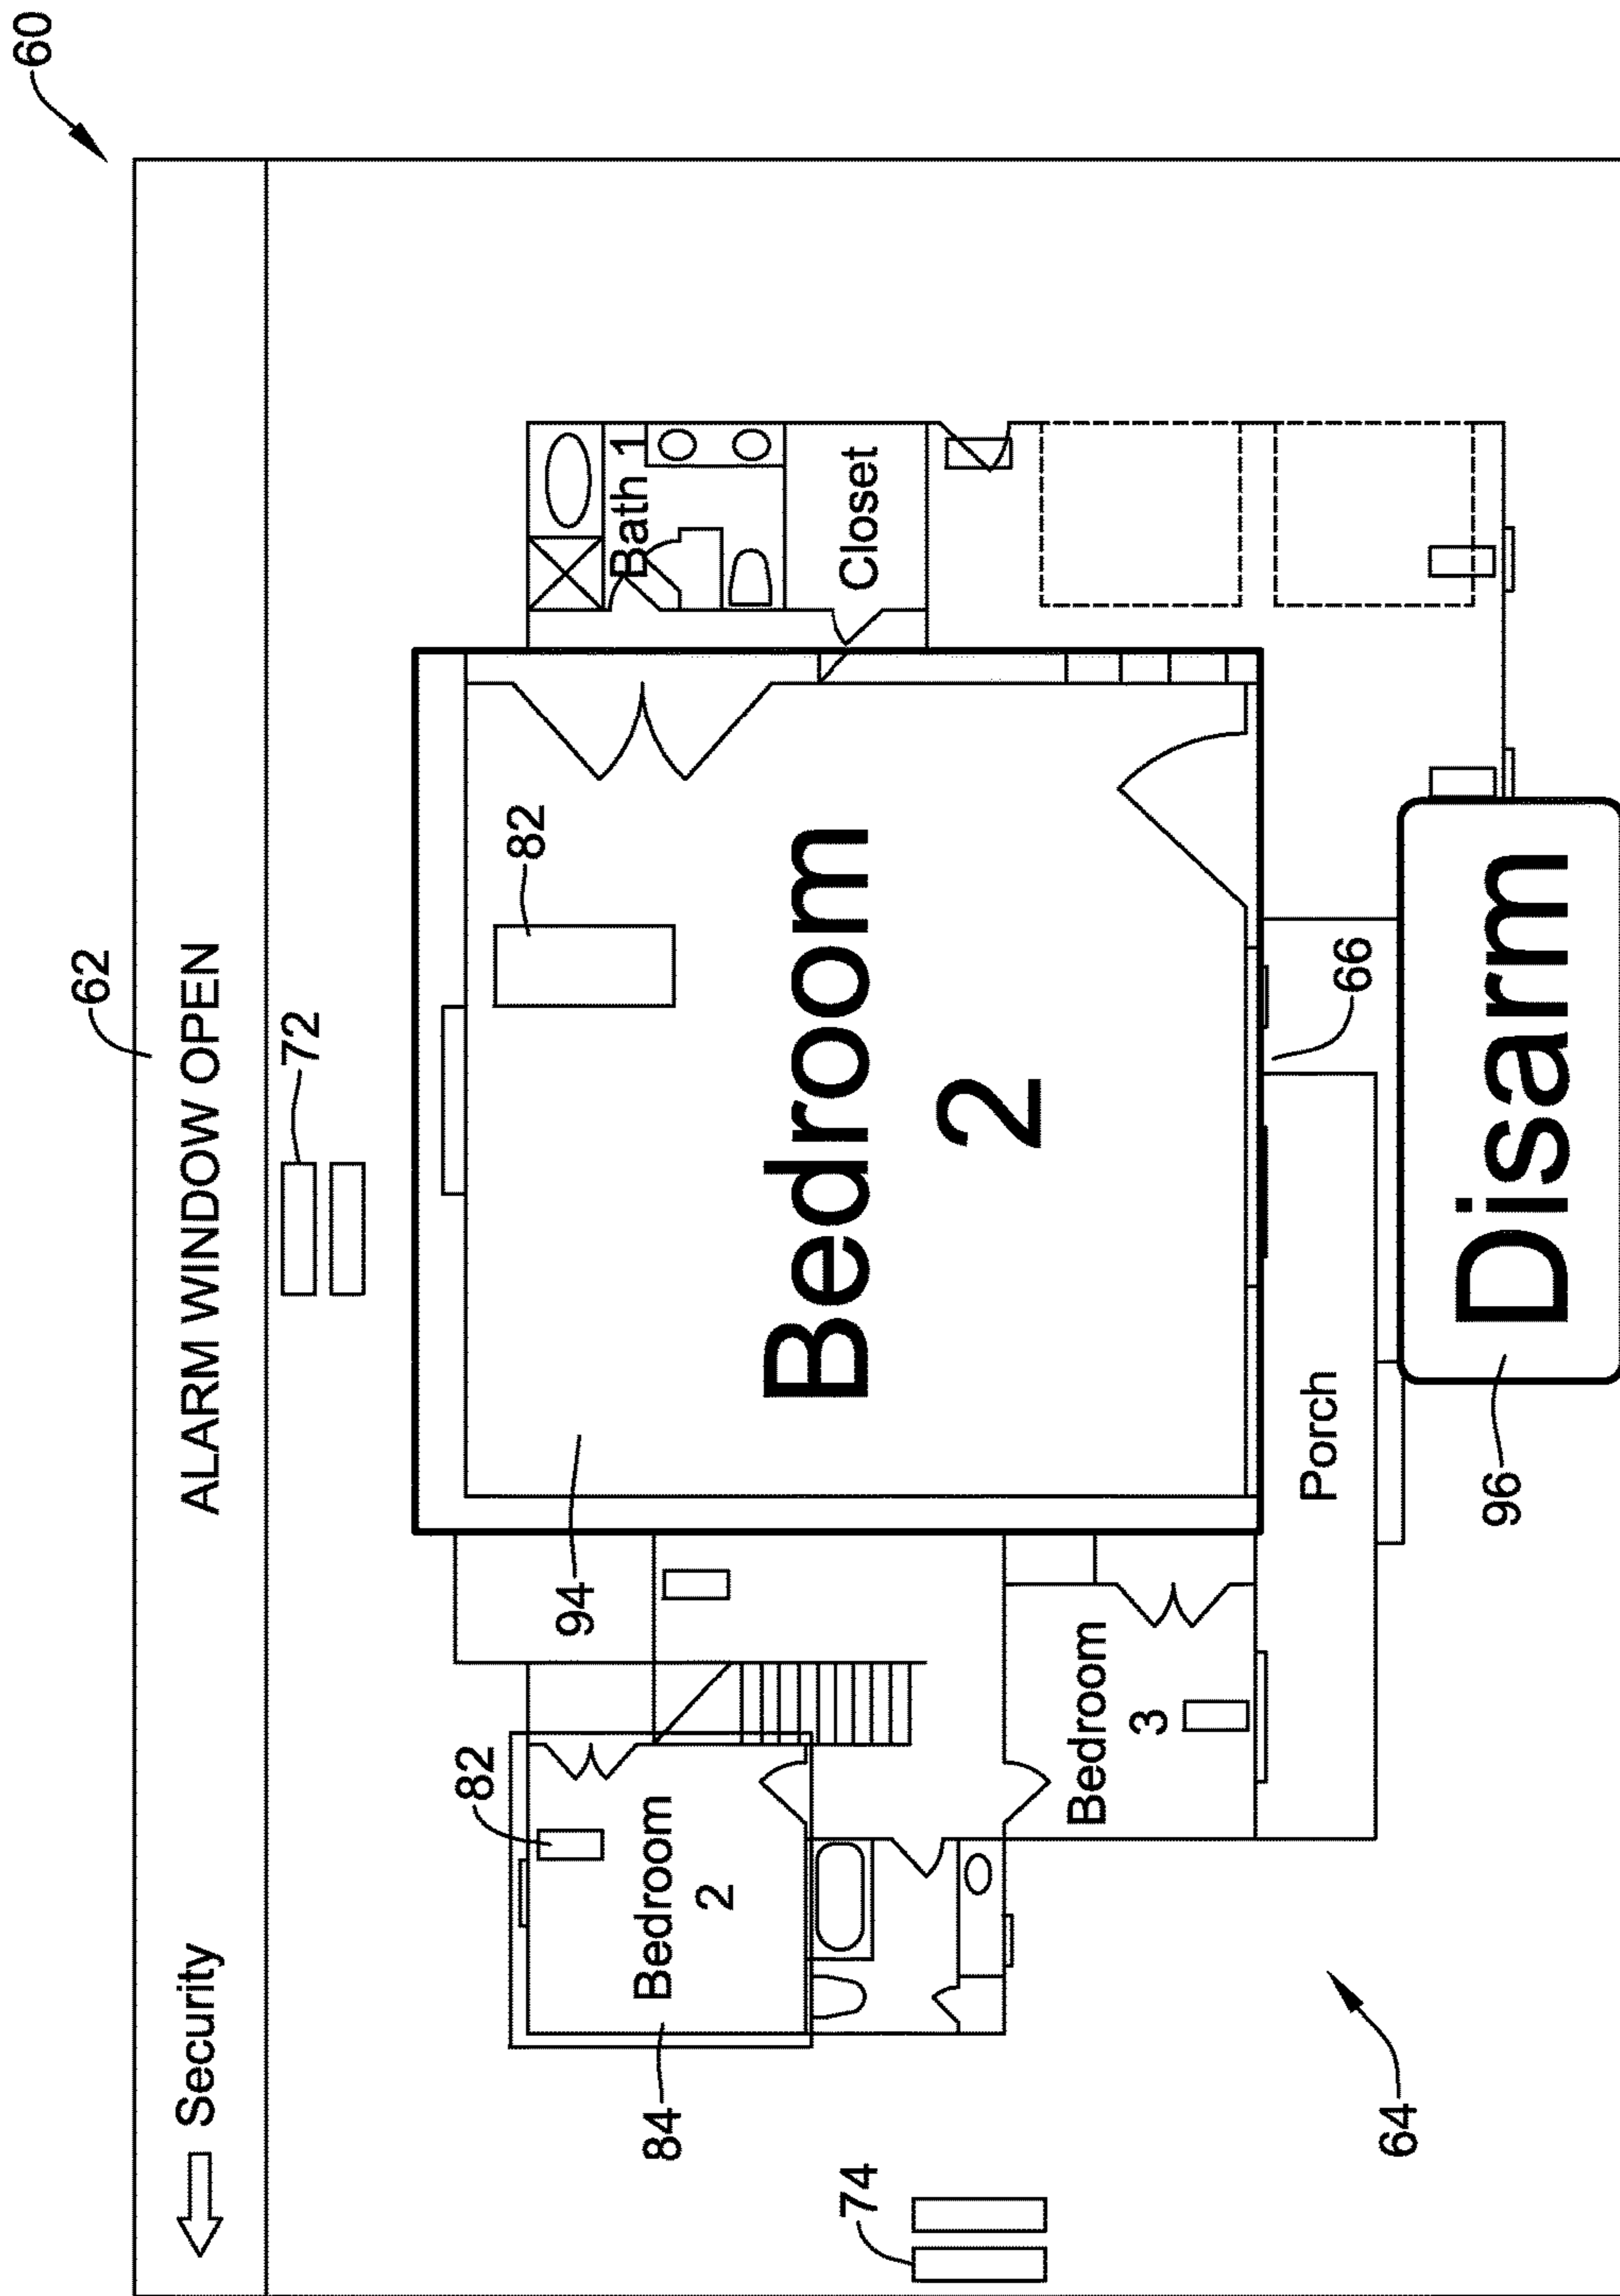 60
62
← Security
ALARM WINDOW OPEN
72
82
82
Bath 1
Bedroom
2
84
94
Bedroom
2
Closet
74
Bedroom
3
66
Porch
64
96
Disarm